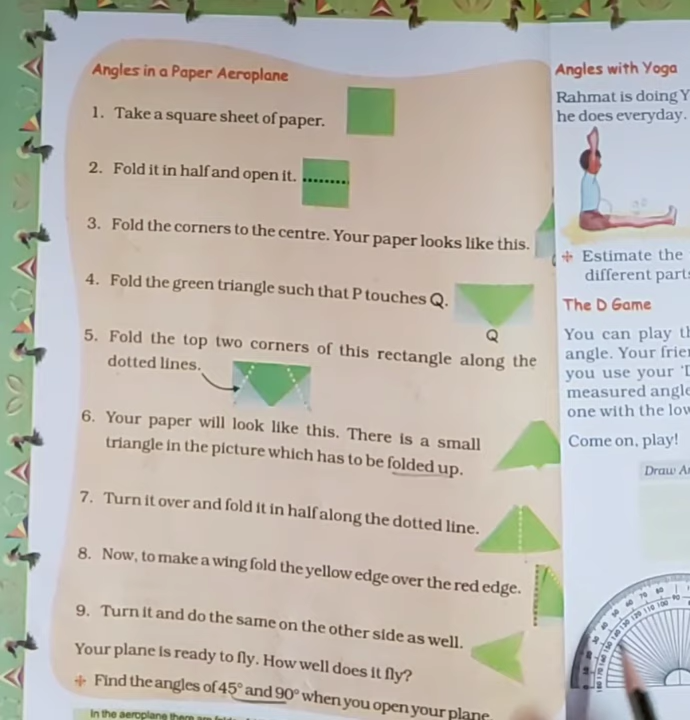 Angles in a Paper Aeroplane
1. Take a square sheet of paper.
2. Fold it in half and open it.
3. Fold the corners to the centre. Your paper looks like this.
4. Fold the green triangle such that P touches Q.
Q
5. Fold the top two corners of this rectangle along the
dotted lines.
6. Your paper will look like this. There is a small
triangle in the picture which has to be folded up.
7. Turn it over and fold it in half along the dotted line.
8. Now, to make a wing fold the yellow edge over the red edge.
9. Turn it and do the same on the other side as well.
Your plane is ready to fly. How well does it fly?
Find the angles of 45° and 90° when you open your plane
In the aeroplane there are
Angles with Yoga
Rahmat is doing Y
he does everyday.
Estimate the
different part
The D Game
You can play
angle. Your
you use your
measured angle
one with the
Come on, play!
Draw